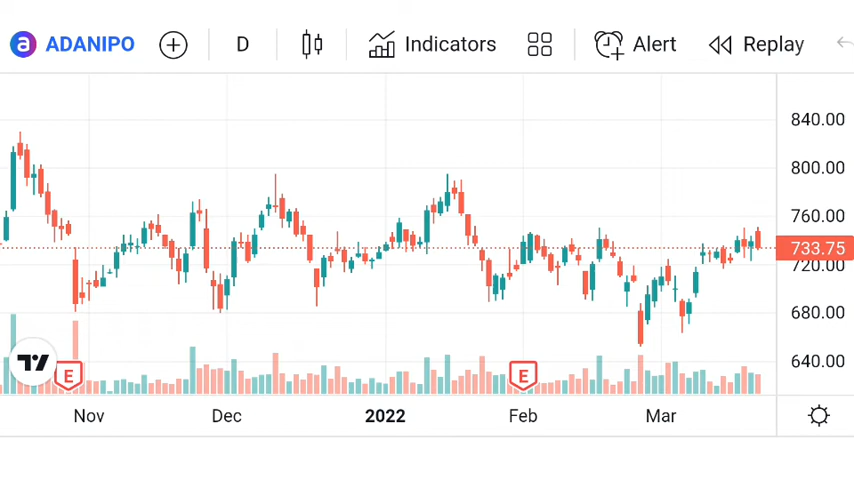 a ADANIPO D Indicators Alert Replay
840.00
800.00
760.00
733.75
720.00
680.00
640.00
E E
Nov Dec 2022 Feb Mar